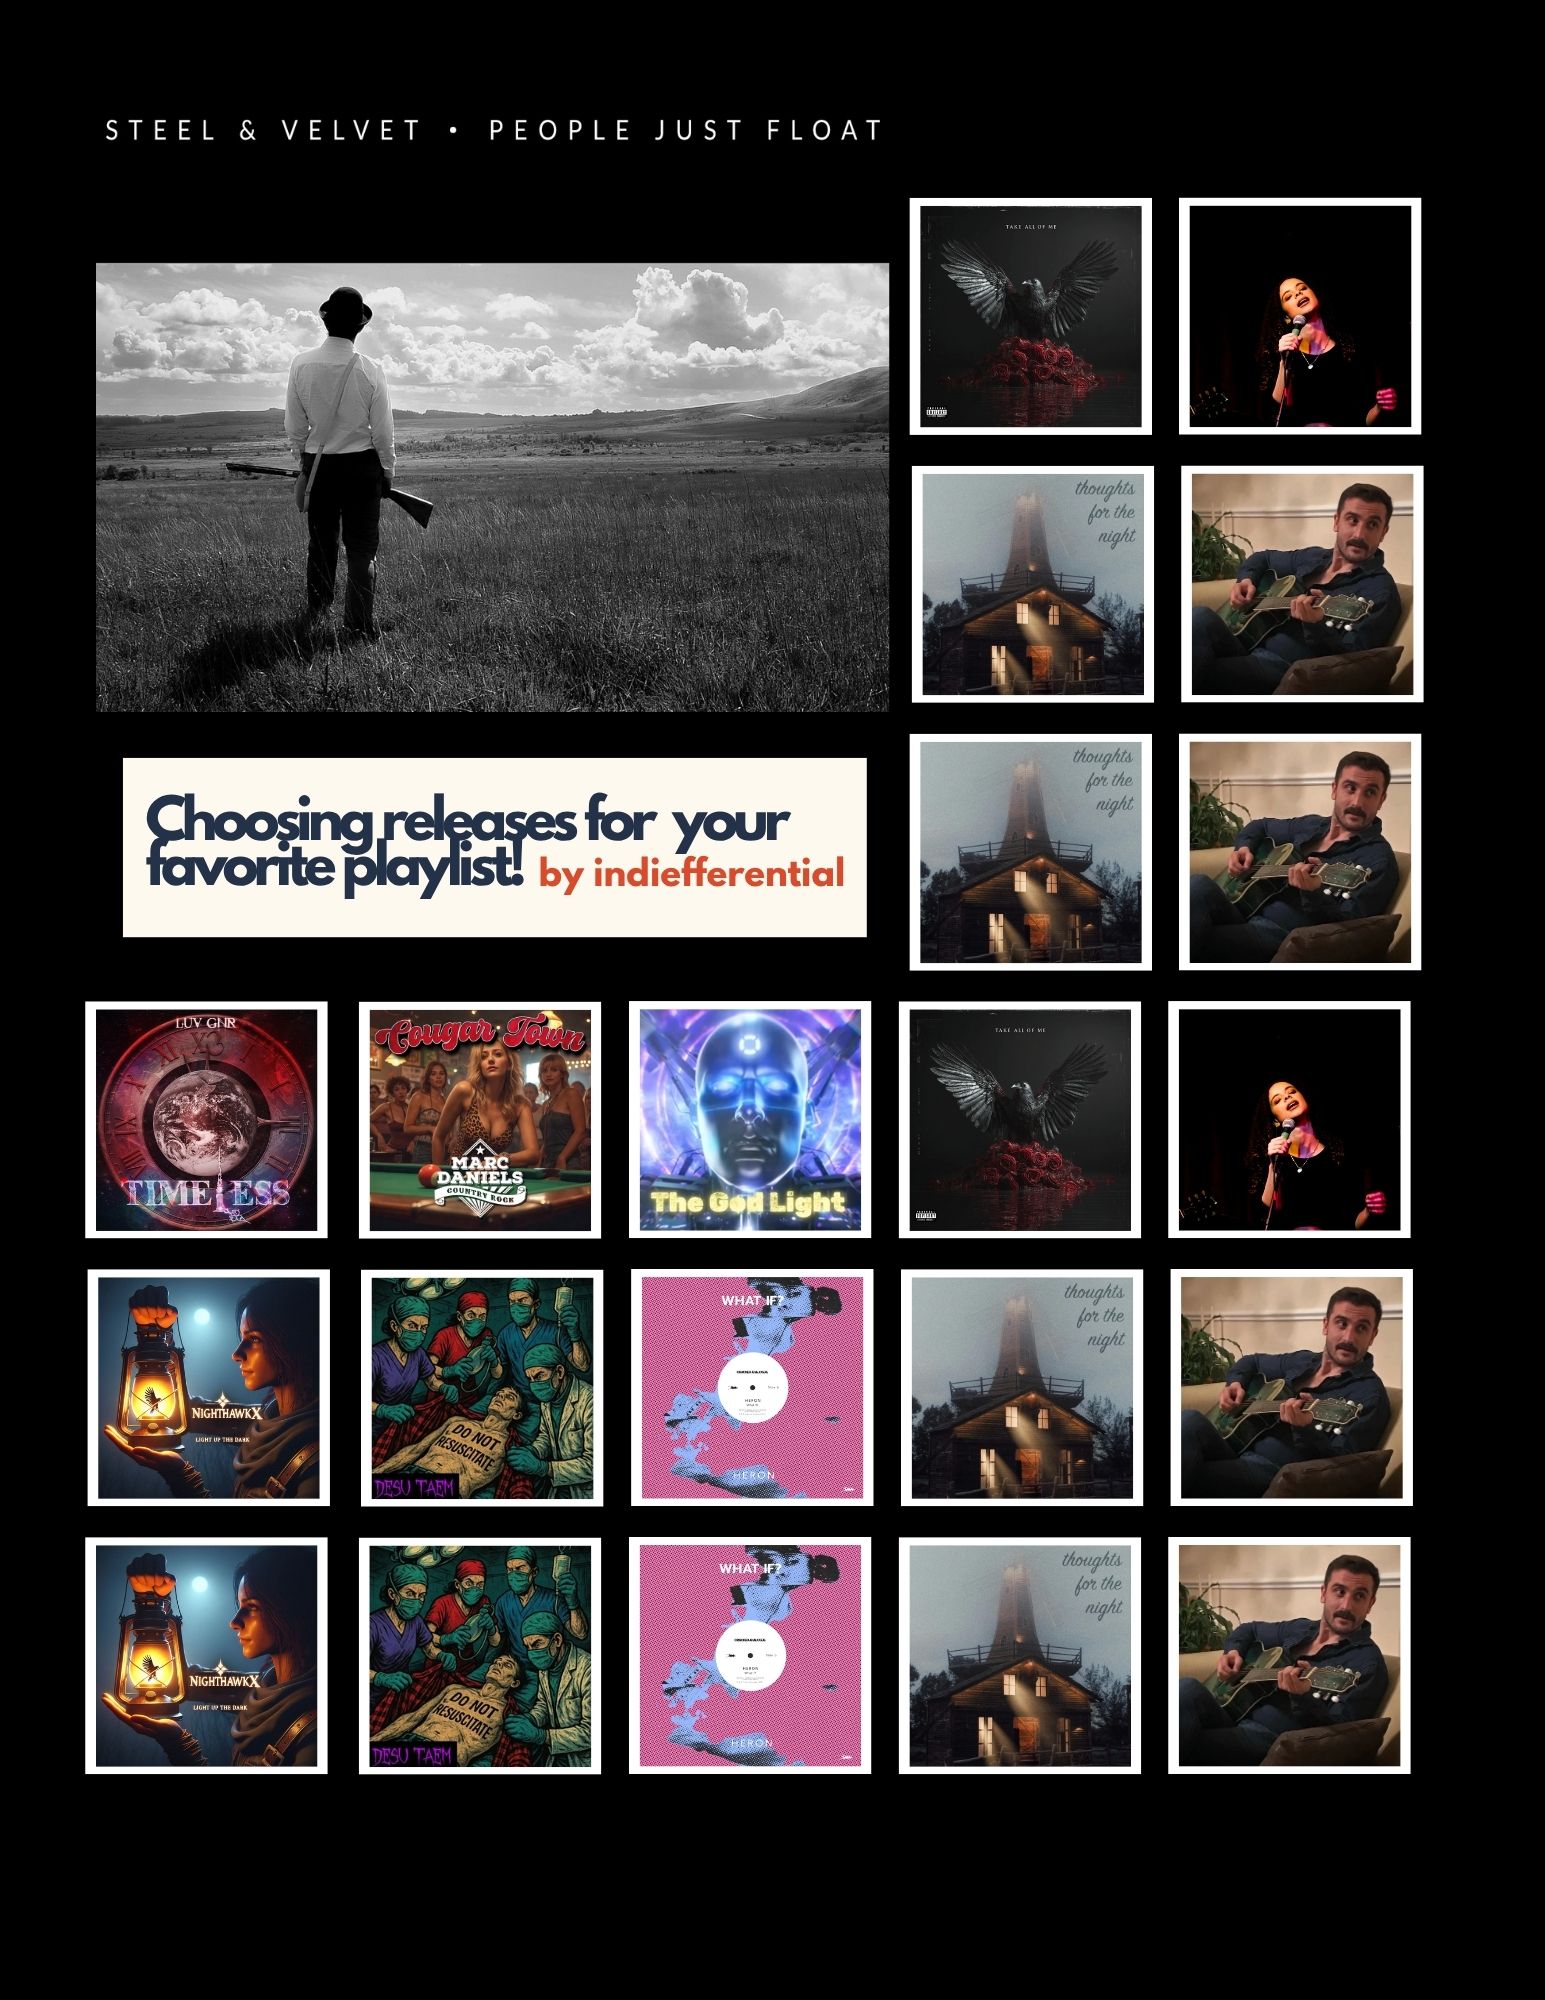 STEEL & VELVET • PEOPLE JUST FLOAT
TAKE ALL OF ME
thoughts
for the
night
thoughts
for the
night
Choosing releases for your
favorite playlist! by indiefferential
LUV GNR
TIMELESS
Cougar Town
MARC
DANIELS
COUNTRY ROCK
The God Light
TAKE ALL OF ME
NIGHTHAWKX
LIGHT UP THE DARK
DO NOT
RESUSCITATE
DESU TAEM
WHAT IF?
HERON
HERON
thoughts
for the
night
NIGHTHAWKX
LIGHT UP THE DARK
DO NOT
RESUSCITATE
DESU TAEM
WHAT IF?
HERON
HERON
thoughts
for the
night